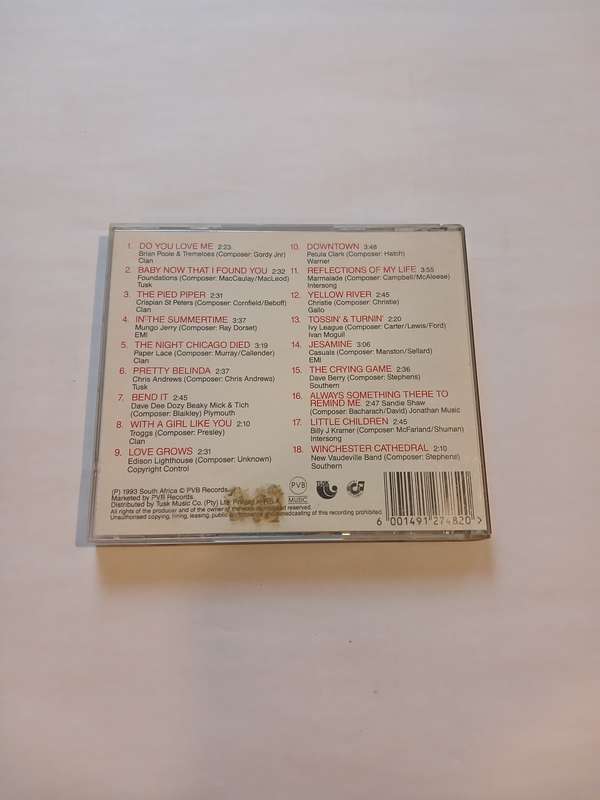 1. DO YOU LOVE ME 2:23
Brian Poole & Tremeloes (Composer: Gordy Jnr)
Clan
2. BABY NOW THAT I FOUND YOU 2:32
Foundations (Composer: MacCaulay/MacLeod)
Tusk
3. THE PIED PIPER 2:31
Crispian St Peters (Composer: Cornfield/Beboff)
Clan
4. IN THE SUMMERTIME 3:37
Mungo Jerry (Composer: Ray Dorset)
EMI
5. THE NIGHT CHICAGO DIED 3:19
Paper Lace (Composer: Murray/Callender)
Clan
6. PRETTY BELINDA 2:37
Chris Andrews (Composer: Chris Andrews)
Tusk
7. BEND IT 2:45
Dave Dee Dozy Beaky Mick & Tich
(Composer: Blaikley) Plymouth
8. WITH A GIRL LIKE YOU 2:10
Troggs (Composer: Presley)
Clan
9. LOVE GROWS 2:31
Edison Lighthouse (Composer: Unknown)
Copyright Control
10. DOWNTOWN 3:48
Petula Clark (Composer: Hatch)
Warner
11. REFLECTIONS OF MY LIFE 3:55
Marmalade (Composer: Campbell/McAleese)
Intersong
12. YELLOW RIVER 2:45
Christie (Composer: Christie)
Gallo
13. TOSSIN' & TURNIN' 2:20
Ivy League (Composer: Carter/Lewis/Ford)
Ivan Mogull
14. JESAMINE 3:06
Casuals (Composer: Manston/Sellard)
EMI
15. THE CRYING GAME 2:36
Dave Berry (Composer: Stephens)
Southern
16. ALWAYS SOMETHING THERE TO
REMIND ME 2:47 Sandie Shaw
(Composer: Bacharach/David) Jonathan Music
17. LITTLE CHILDREN 2:45
Billy J Kramer (Composer: McFarland/Shuman)
Intersong
18. WINCHESTER CATHEDRAL 2:10
New Vaudeville Band (Composer: Stephens)
Southern
(P) 1993 South Africa © PVB Records
Marketed by PVB Records
Distributed by Tusk Music Co. (Pty) Ltd
All rights of the producer and of the owner of the work reproduced reserved.
Unauthorised copying, hiring, leasing, public performance and broadcasting of this recording prohibited
PVB
MUSIC
6 001491 274820 >